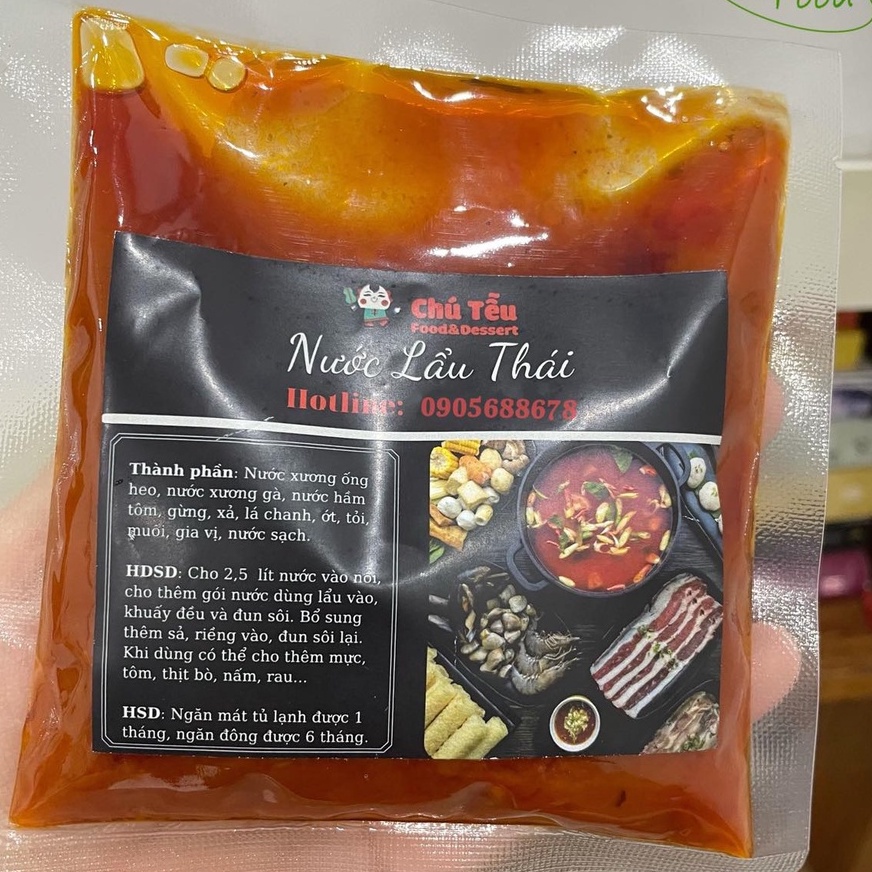 Food
Chú Tễu
Food&Dessert
Nước Lẩu Thái
Hotline: 0905688678
Thành phần: Nước xương ống
heo, nước xương gà, nước hầm
tôm, gừng, xả, lá chanh, ớt, tỏi,
muối, gia vị, nước sạch.
HDSD: Cho 2,5 lít nước vào nồi,
cho thêm gói nước dùng lẩu vào,
khuấy đều và đun sôi. Bổ sung
thêm sả, riềng vào, đun sôi lại.
Khi dùng có thể cho thêm mực,
tôm, thịt bò, nấm, rau...
HSD: Ngăn mát tủ lạnh được 1
tháng, ngăn đông được 6 tháng.